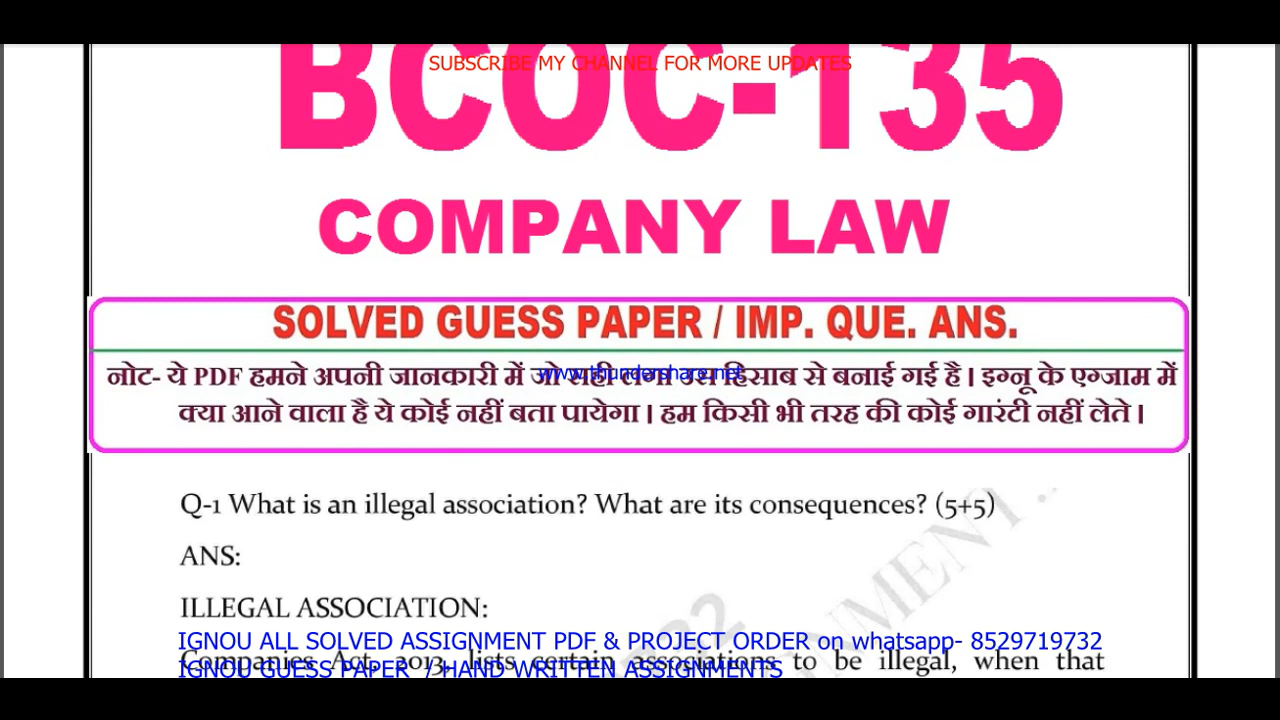 BCOC-135
SUBSCRIBE MY CHANNEL FOR MORE UPDATES
COMPANY LAW
SOLVED GUESS PAPER / IMP. QUE. ANS.
नोट- ये PDF हमने अपनी जानकारी में जो सही लगा उस हिसाब से बनाई गई है। इग्नू के एग्जाम में
www.thundershare.net
क्या आने वाला है ये कोई नहीं बता पायेगा। हम किसी भी तरह की कोई गारंटी नहीं लेते।
Q-1 What is an illegal association? What are its consequences? (5+5)
ANS:
ILLEGAL ASSOCIATION:
IGNOU ALL SOLVED ASSIGNMENT PDF & PROJECT ORDER on whatsapp- 8529719732
Companies Act, 2013, lists certain associations to be illegal, when that
IGNOU GUESS PAPER / HAND WRITTEN ASSIGNMENTS